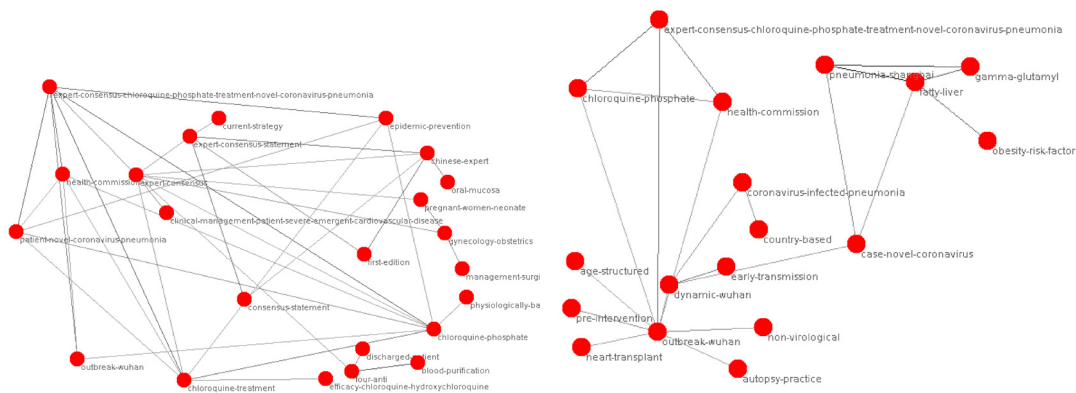 expert-consensus-chloroquine-phosphate-treatment-novel-coronavirus-pneumonia
current-strategy
epidemic-prevention
expert-consensus-statement
chinese-expert
health-commission
expert-consensus
oral-mucosa
pregnant-women-neonate
clinical-management-patient-severe-emergent-cardiovascular-disease
patient-novel-coronavirus-pneumonia
gynecology-obstetrics
first-edition
management-surgi
consensus-statement
physiologically-ba
chloroquine-phosphate
discharged-patient
outbreak-wuhan
blood-purification
four-anti
chloroquine-treatment
efficacy-chloroquine-hydroxychloroquine
expert-consensus-chloroquine-phosphate-treatment-novel-coronavirus-pneumonia
pneumonia-shanghai
gamma-glutamyl
chloroquine-phosphate
fatty-liver
health-commission
obesity-risk-factor
coronavirus-infected-pneumonia
country-based
case-novel-coronavirus
age-structured
early-transmission
dynamic-wuhan
pre-intervention
outbreak-wuhan
non-virological
heart-transplant
autopsy-practice